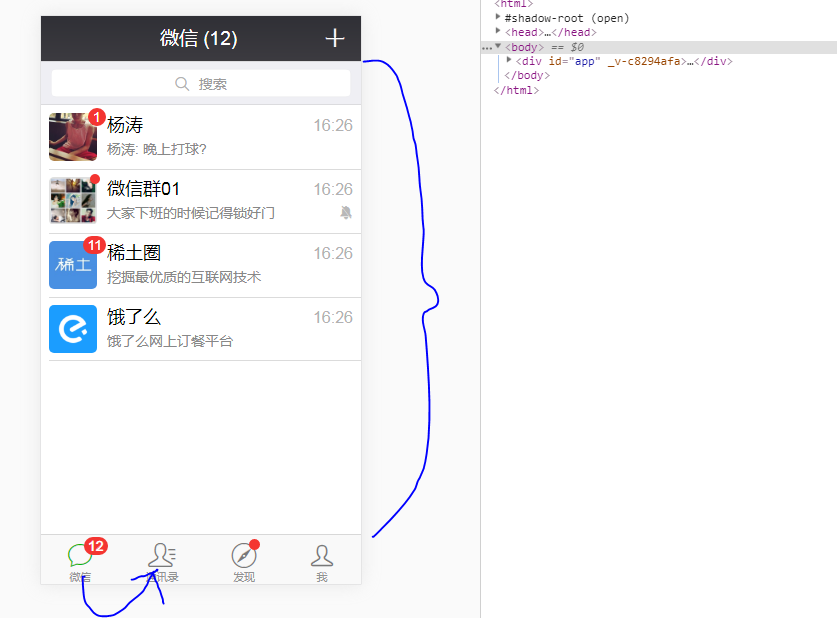 微信 (12)
搜索
杨涛
16:26
1
杨涛: 晚上打球?
微信群01
16:26
大家下班的时候记得锁好门
稀土
11
稀土圈
16:26
挖掘最优质的互联网技术
饿了么
16:26
饿了么网上订餐平台
12
微信
通讯录
发现
我
<html>
#shadow-root (open)
<head>…</head>
…<body> == $0
<div id="app" _v-c8294afa>…</div>
</body>
</html>